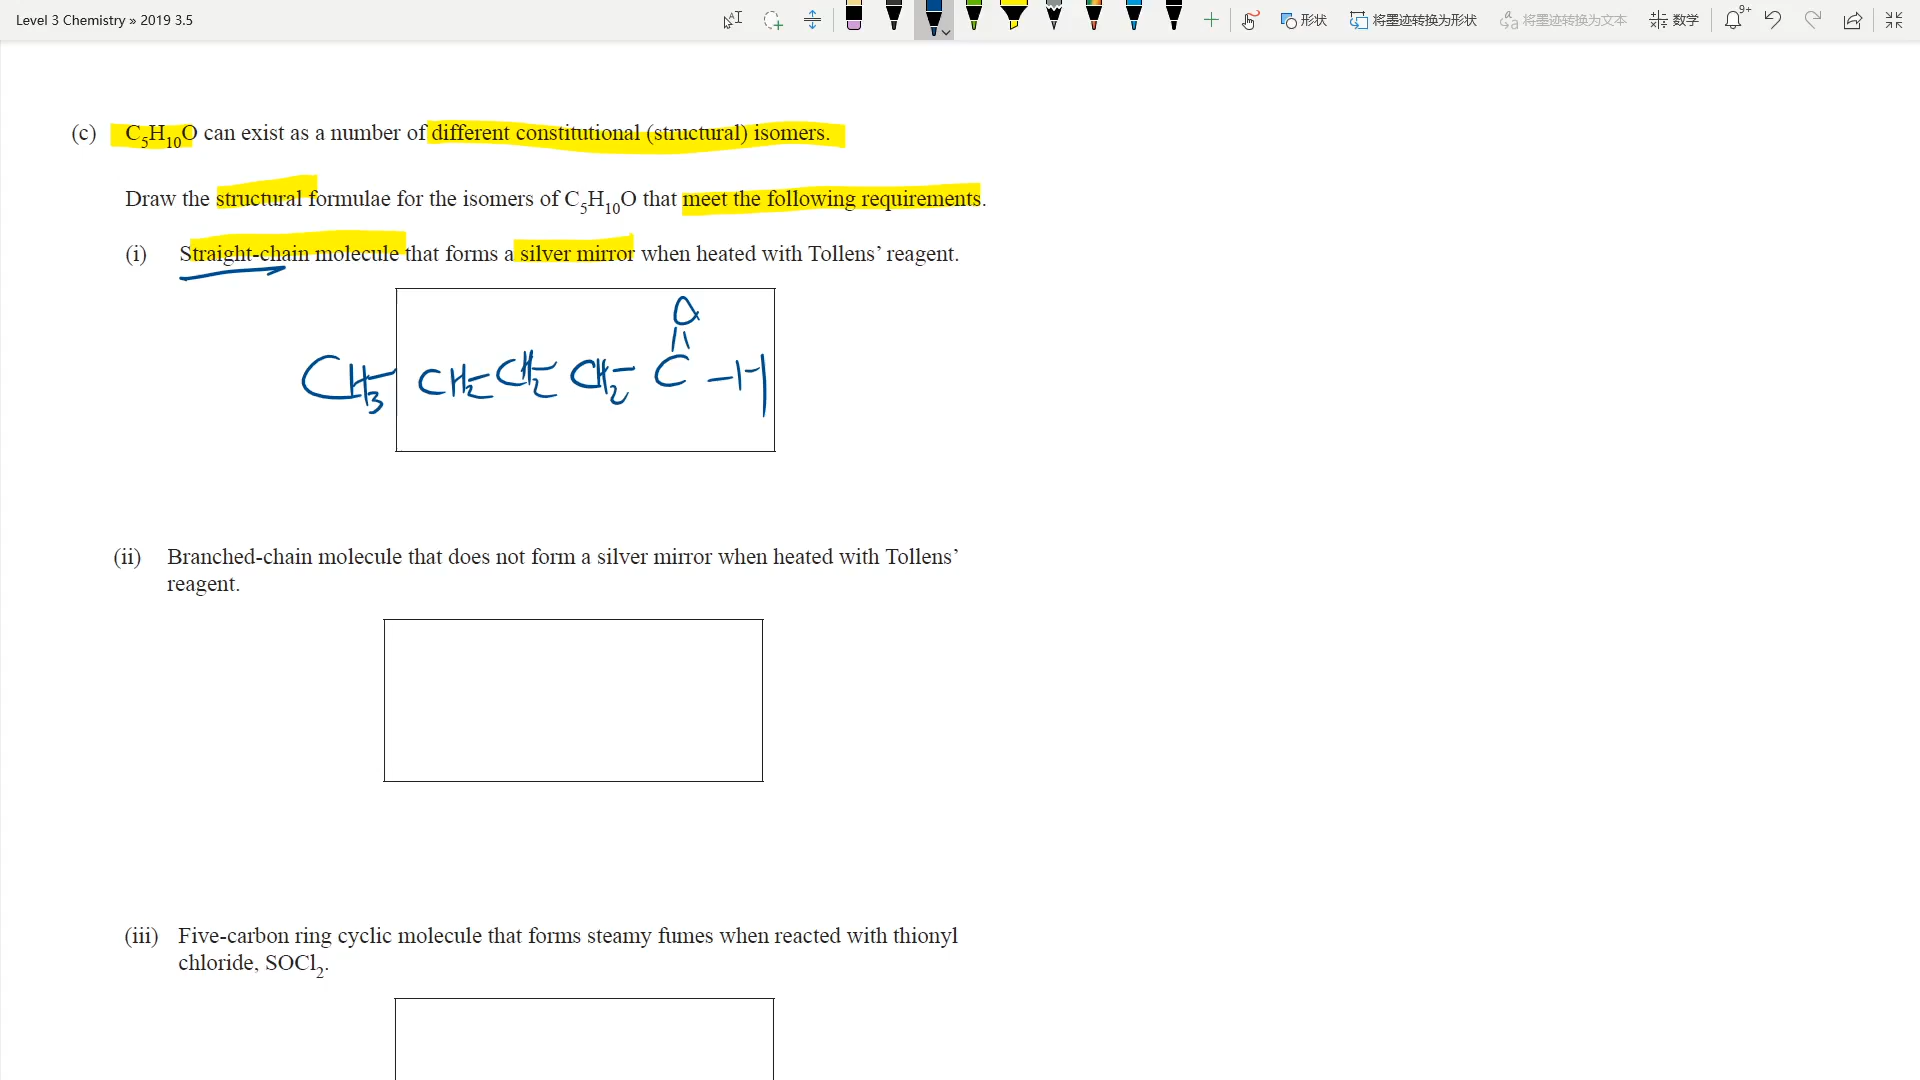 Level 3 Chemistry » 2019 3.5
形状 将墨迹转换为形状 将墨迹转换为文本 数学 9+
(c) C5H10O can exist as a number of different constitutional (structural) isomers.
Draw the structural formulae for the isomers of C5H10O that meet the following requirements.
(i) Straight-chain molecule that forms a silver mirror when heated with Tollens’ reagent.
O
CH3-CH2-CH2-CH2-C-H
(ii) Branched-chain molecule that does not form a silver mirror when heated with Tollens’
reagent.
(iii) Five-carbon ring cyclic molecule that forms steamy fumes when reacted with thionyl
chloride, SOCl2.